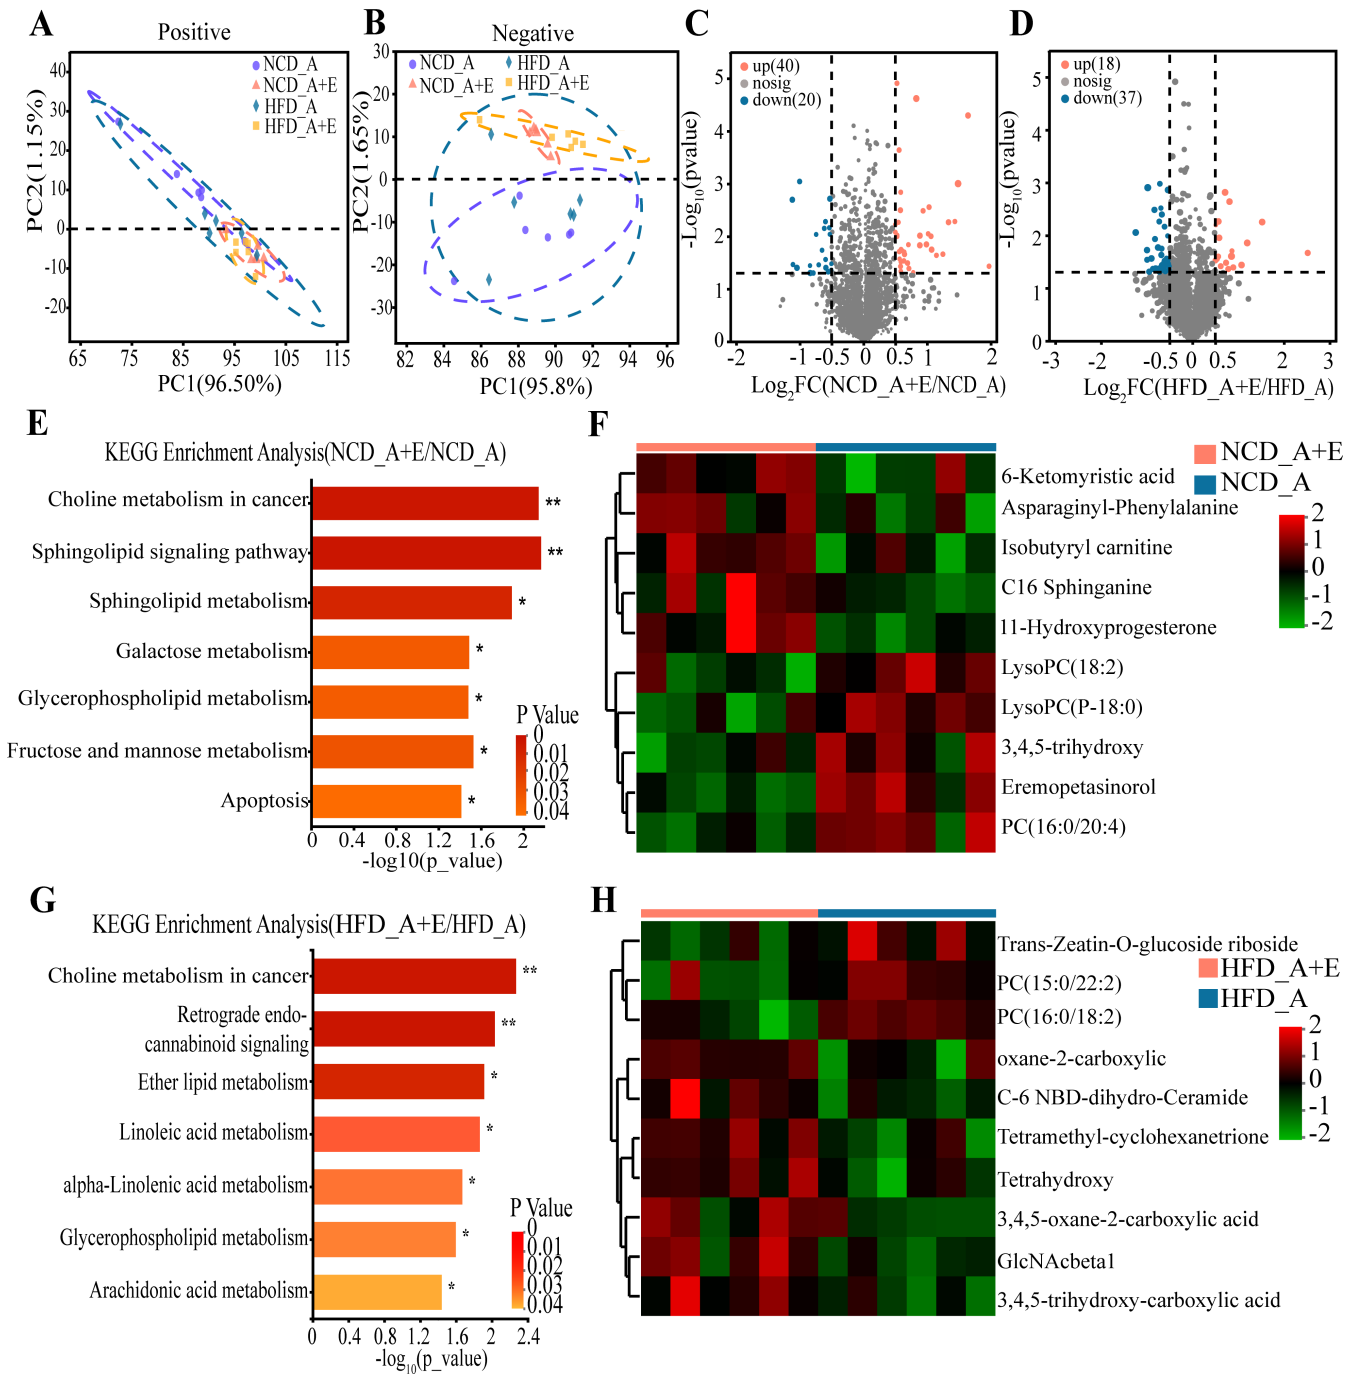 A
Positive
PC2(1.15%)
40
30
20
10
0
-10
-20
65
75
85
95
105
115
PC1(96.50%)
NCD_A
NCD_A+E
HFD_A
HFD_A+E
B
Negative
PC2(1.65%)
30
20
10
0
-10
-20
-30
82
84
86
88
90
92
94
96
PC1(95.8%)
NCD_A
HFD_A
NCD_A+E
HFD_A+E
C
-Log10(pvalue)
up(40)
nosig
down(20)
5
4
3
2
1
0
-2
-1
-0.5
0
0.5
1
2
Log2FC(NCD_A+E/NCD_A)
D
-Log10(pvalue)
up(18)
nosig
down(37)
5
4
3
2
1
0
-3
-2
-0.5
0
0.5
2
3
Log2FC(HFD_A+E/HFD_A)
E
KEGG Enrichment Analysis(NCD_A+E/NCD_A)
Choline metabolism in cancer
**
Sphingolipid signaling pathway
**
Sphingolipid metabolism
*
Galactose metabolism
*
Glycerophospholipid metabolism
*
Fructose and mannose metabolism
*
Apoptosis
*
P Value
0
0.01
0.02
0.03
0.04
0
0.4
0.8
1.2
1.6
2
-log10(p_value)
F
6-Ketomyristic acid
Asparaginyl-Phenylalanine
Isobutyryl carnitine
C16 Sphinganine
11-Hydroxyprogesterone
LysoPC(18:2)
LysoPC(P-18:0)
3,4,5-trihydroxy
Eremopetasinorol
PC(16:0/20:4)
NCD_A+E
NCD_A
2
1
0
-1
-2
G
KEGG Enrichment Analysis(HFD_A+E/HFD_A)
Choline metabolism in cancer
**
Retrograde endo-
cannabinoid signaling
**
Ether lipid metabolism
*
Linoleic acid metabolism
*
alpha-Linolenic acid metabolism
*
Glycerophospholipid metabolism
*
Arachidonic acid metabolism
*
P Value
0
0.01
0.02
0.03
0.04
0
0.4
0.8
1.2
1.6
2
2.4
-log10(p_value)
H
Trans-Zeatin-O-glucoside riboside
PC(15:0/22:2)
PC(16:0/18:2)
oxane-2-carboxylic
C-6 NBD-dihydro-Ceramide
Tetramethyl-cyclohexanetrione
Tetrahydroxy
3,4,5-oxane-2-carboxylic acid
GlcNAcbeta1
3,4,5-trihydroxy-carboxylic acid
HFD_A+E
HFD_A
2
1
0
-1
-2